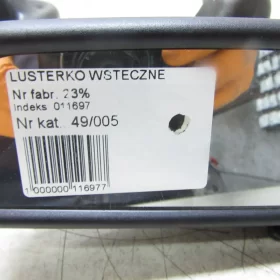 LUSTERKO WSTECZNE
Nr fabr. 23%
Indeks 011697
Nr kat. 49/005
1000000116977